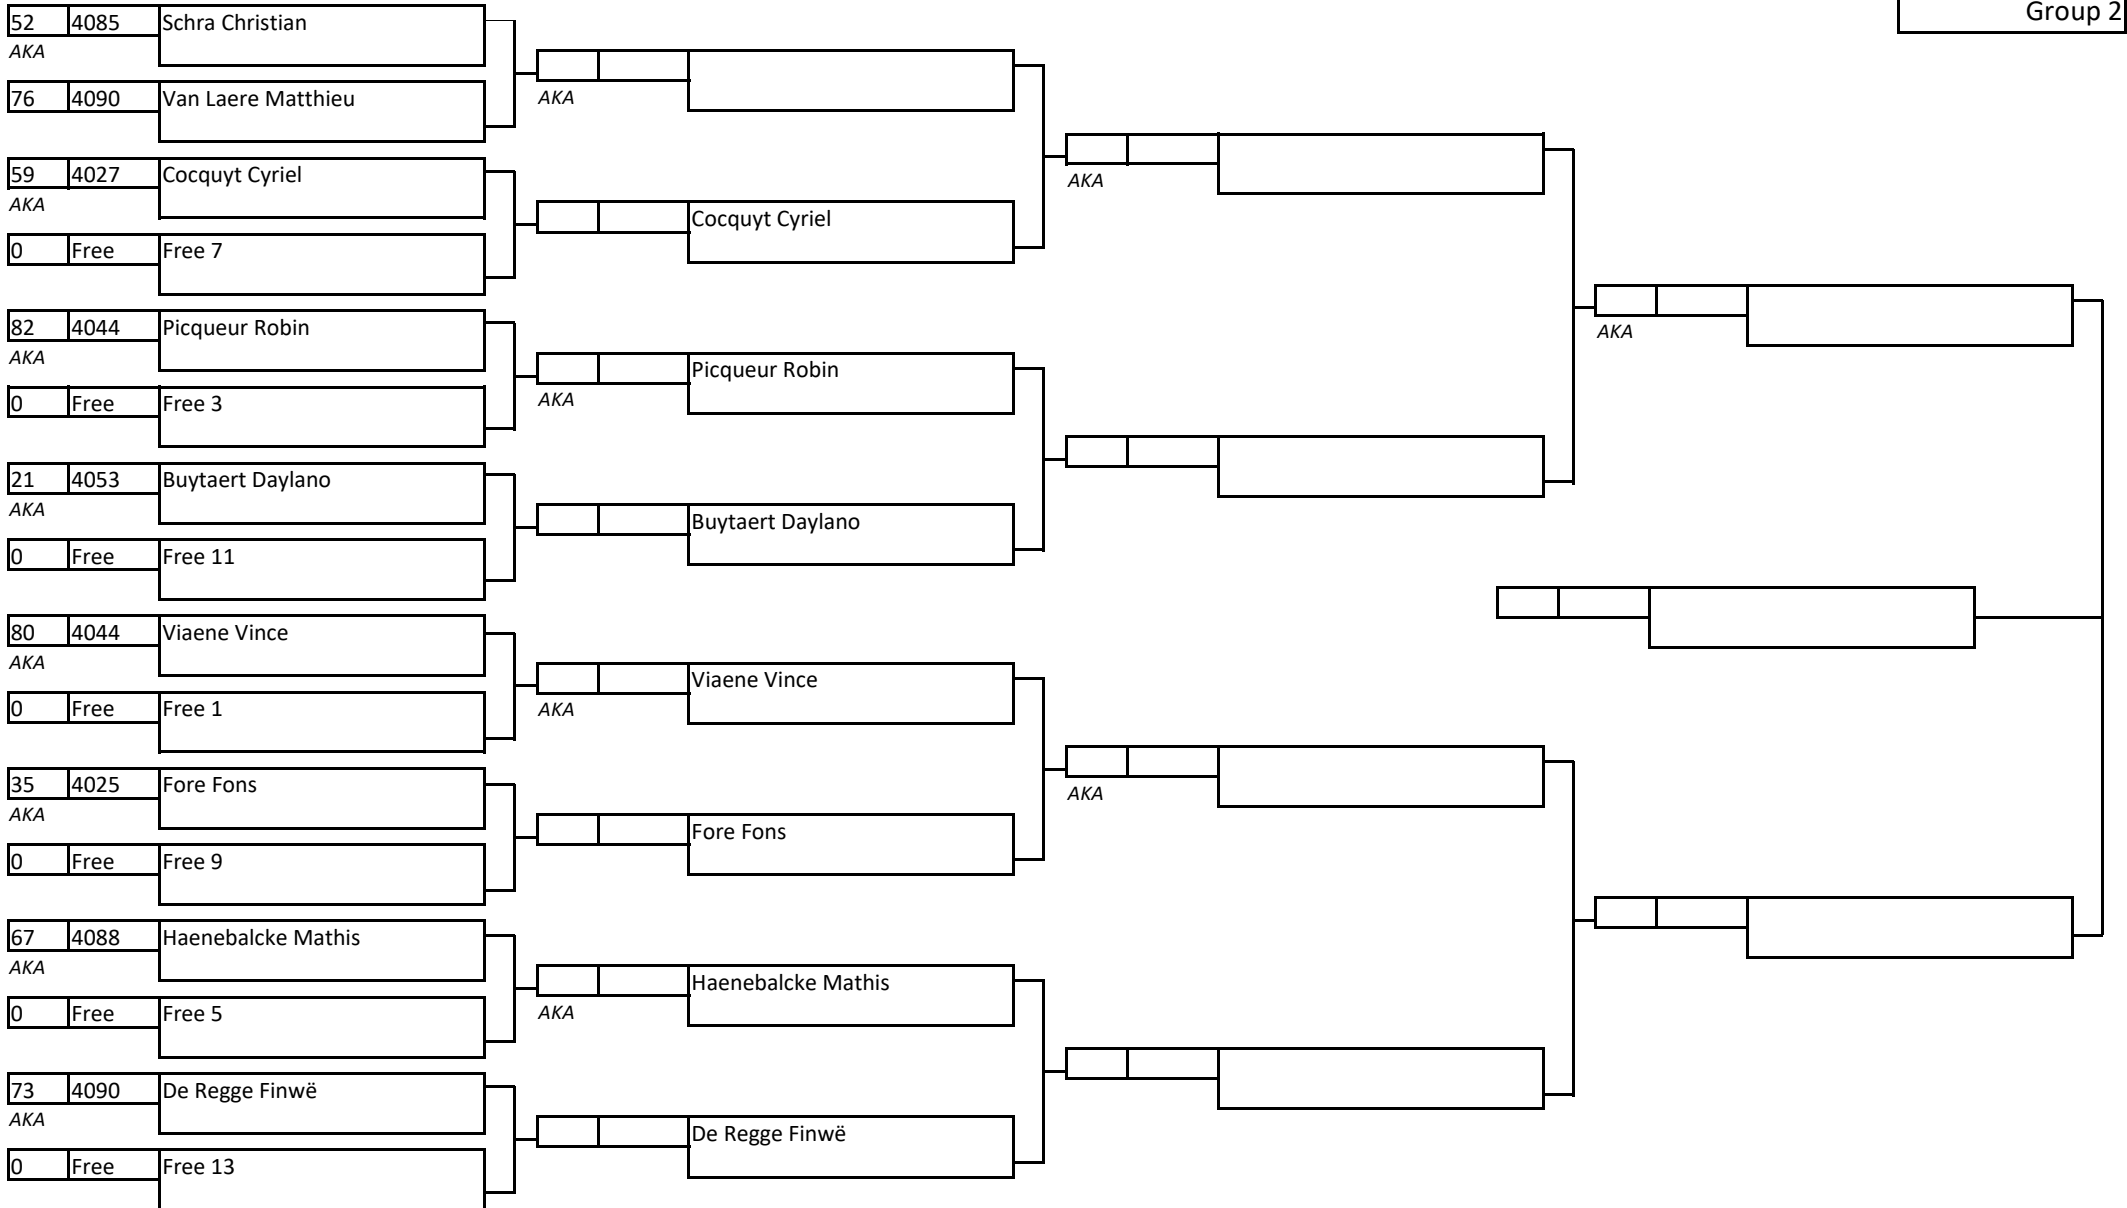 Group 2
52 4085 Schra Christian
AKA
76 4090 Van Laere Matthieu
59 4027 Cocquyt Cyriel
AKA
0 Free Free 7
82 4044 Picqueur Robin
AKA
0 Free Free 3
21 4053 Buytaert Daylano
AKA
0 Free Free 11
80 4044 Viaene Vince
AKA
0 Free Free 1
35 4025 Fore Fons
AKA
0 Free Free 9
67 4088 Haenebalcke Mathis
AKA
0 Free Free 5
73 4090 De Regge Finwë
AKA
0 Free Free 13
AKA
Cocquyt Cyriel
Picqueur Robin
AKA
Buytaert Daylano
Viaene Vince
AKA
Fore Fons
Haenebalcke Mathis
AKA
De Regge Finwë
AKA
AKA
AKA